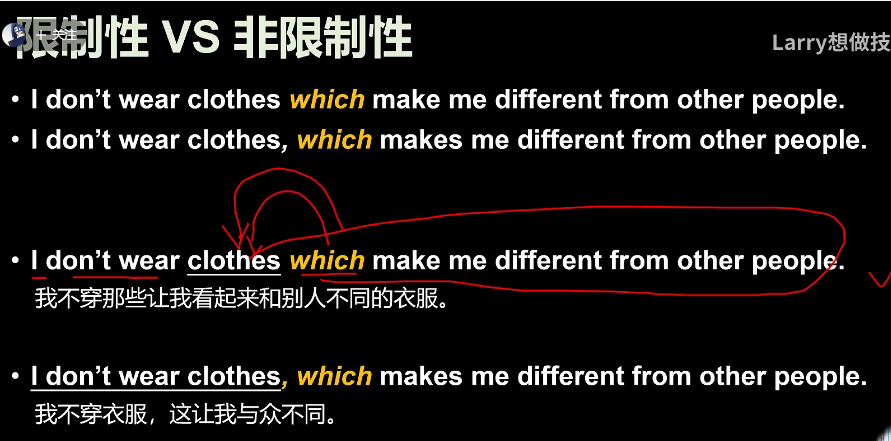 限制性 VS 非限制性
关注
Larry想做技
• I don’t wear clothes which make me different from other people.
• I don’t wear clothes, which makes me different from other people.
• I don’t wear clothes which make me different from other people.
我不穿那些让我看起来和别人不同的衣服。
• I don’t wear clothes, which makes me different from other people.
我不穿衣服，这让我与众不同。